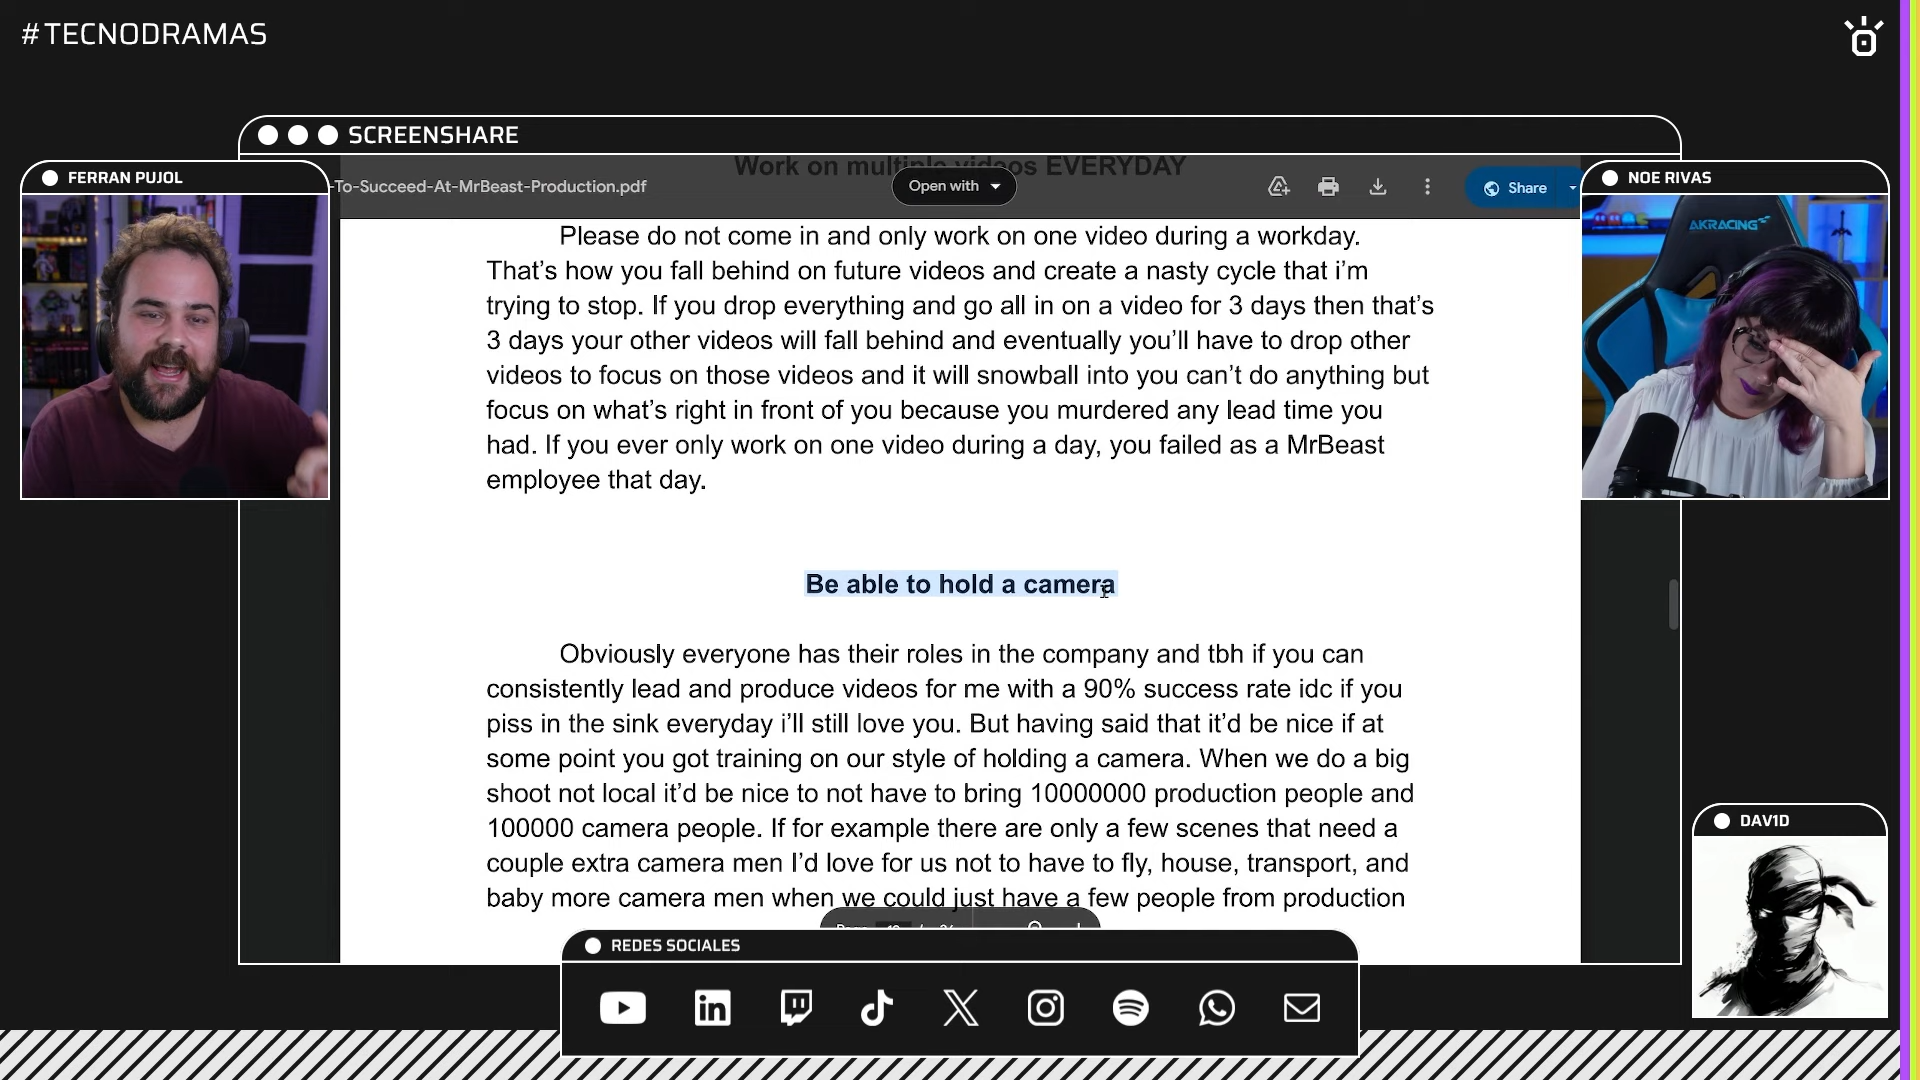 #TECNODRAMAS
SCREENSHARE
FERRAN PUJOL
NOE RIVAS
Work on multiple videos EVERYDAY
-To-Succeed-At-MrBeast-Production.pdf
Open with
Share
AKRACING
Please do not come in and only work on one video during a workday.
That’s how you fall behind on future videos and create a nasty cycle that i’m
trying to stop. If you drop everything and go all in on a video for 3 days then that’s
3 days your other videos will fall behind and eventually you’ll have to drop other
videos to focus on those videos and it will snowball into you can’t do anything but
focus on what’s right in front of you because you murdered any lead time you
had. If you ever only work on one video during a day, you failed as a MrBeast
employee that day.
Be able to hold a camera
Obviously everyone has their roles in the company and tbh if you can
consistently lead and produce videos for me with a 90% success rate idc if you
piss in the sink everyday i’ll still love you. But having said that it’d be nice if at
some point you got training on our style of holding a camera. When we do a big
shoot not local it’d be nice to not have to bring 10000000 production people and
100000 camera people. If for example there are only a few scenes that need a
couple extra camera men I’d love for us not to have to fly, house, transport, and
baby more camera men when we could just have a few people from production
DAV1D
REDES SOCIALES
in